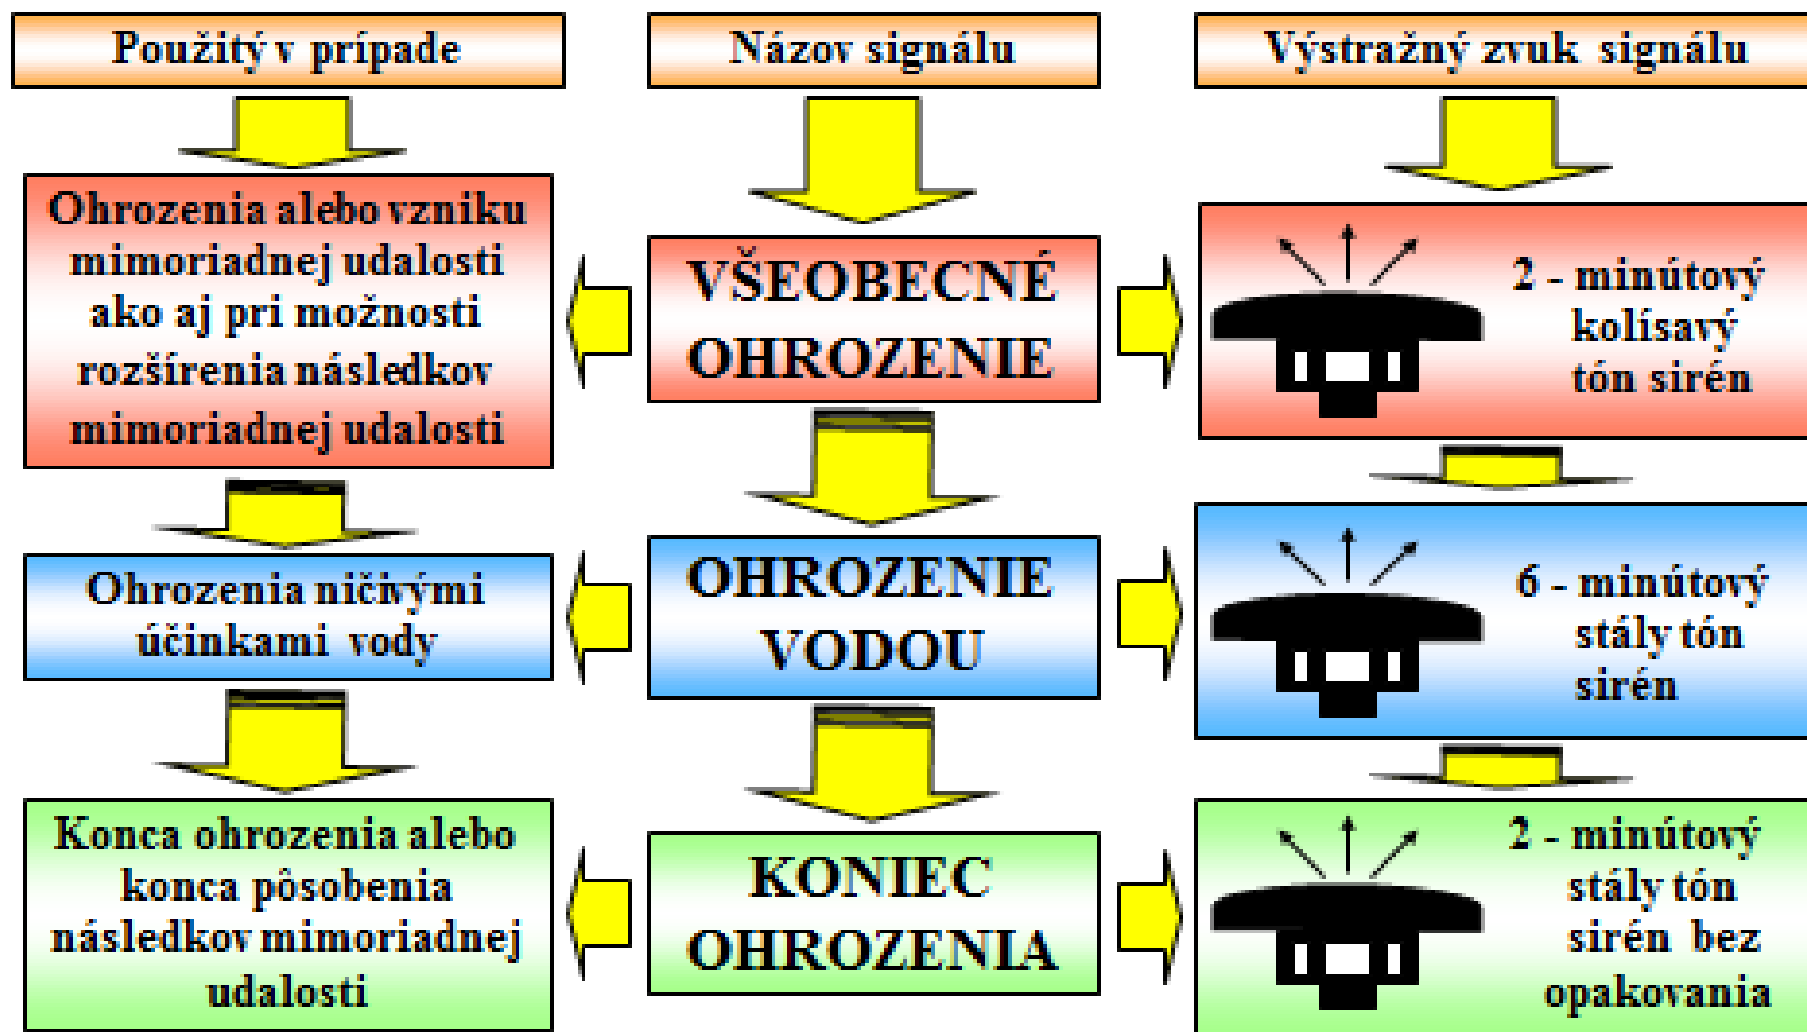 Použitý v prípade
Názov signálu
Výstražný zvuk signálu
Ohrozenia alebo vzniku
mimoriadnej udalosti
ako aj pri možnosti
rozšírenia následkov
mimoriadnej udalosti
VŠEOBECNÉ
OHROZENIE
2 - minútový
kolísavý
tón sirén
Ohrozenia ničivými
účinkami vody
OHROZENIE
VODOU
6 - minútový
stály tón
sirén
Konca ohrozenia alebo
konca pôsobenia
následkov mimoriadnej
udalosti
KONIEC
OHROZENIA
2 - minútový
stály tón
sirén bez
opakovania